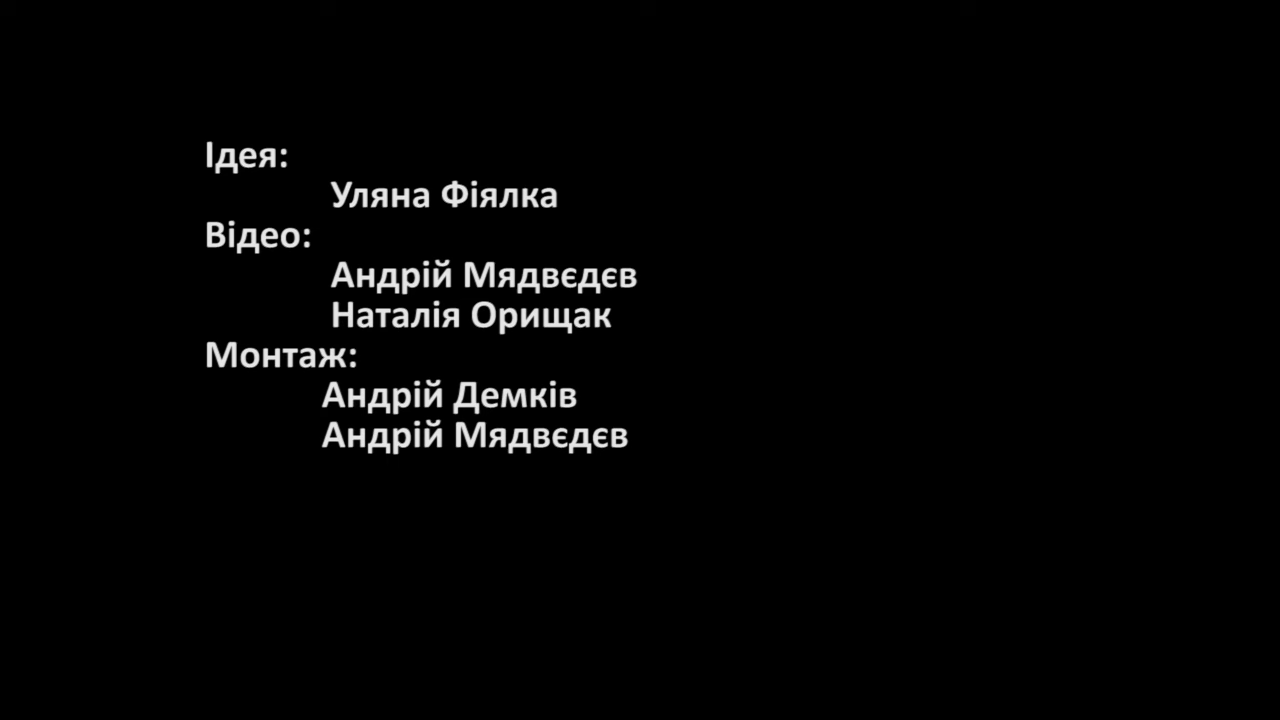 Ідея:
Уляна Фіялка
Відео:
Андрій Мядвєдєв
Наталія Орищак
Монтаж:
Андрій Демків
Андрій Мядвєдєв